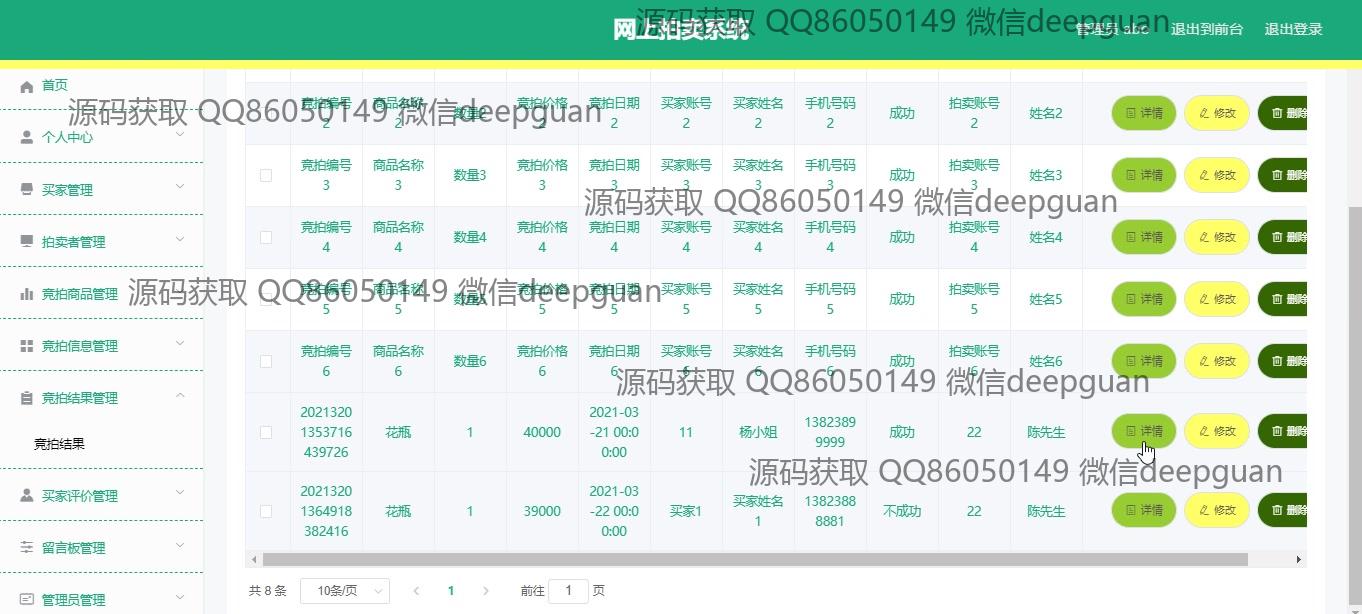 网上拍卖系统
源码获取 QQ86050149 微信deepguan
管理员 abc
退出到前台
退出登录
首页
源码获取 QQ86050149 微信deepguan
个人中心
买家管理
拍卖者管理
竞拍商品管理
竞拍信息管理
竞拍结果管理
竞拍结果
买家评价管理
留言板管理
管理员管理
竞拍编号2 商品名称2 数量2 竞拍价格2 竞拍日期2 买家账号2 买家姓名2 手机号码2 成功 拍卖账号2 姓名2 详情 修改 删除
竞拍编号3 商品名称3 数量3 竞拍价格3 竞拍日期3 买家账号3 买家姓名3 手机号码3 成功 拍卖账号3 姓名3 详情 修改 删除
源码获取 QQ86050149 微信deepguan
竞拍编号4 商品名称4 数量4 竞拍价格4 竞拍日期4 买家账号4 买家姓名4 手机号码4 成功 拍卖账号4 姓名4 详情 修改 删除
源码获取 QQ86050149 微信deepguan
竞拍编号5 商品名称5 数量5 竞拍价格5 竞拍日期5 买家账号5 买家姓名5 手机号码5 成功 拍卖账号5 姓名5 详情 修改 删除
竞拍编号6 商品名称6 数量6 竞拍价格6 竞拍日期6 买家账号6 买家姓名6 手机号码6 成功 拍卖账号6 姓名6 详情 修改 删除
源码获取 QQ86050149 微信deepguan
20213201353716439726 花瓶 1 40000 2021-03-21 00:00:00 11 杨小姐 13823899999 成功 22 陈先生 详情 修改 删除
源码获取 QQ86050149 微信deepguan
20213201364918382416 花瓶 1 39000 2021-03-22 00:00:00 买家1 买家姓名1 13823888881 不成功 22 陈先生 详情 修改 删除
共 8 条 10条/页 1 前往 1 页